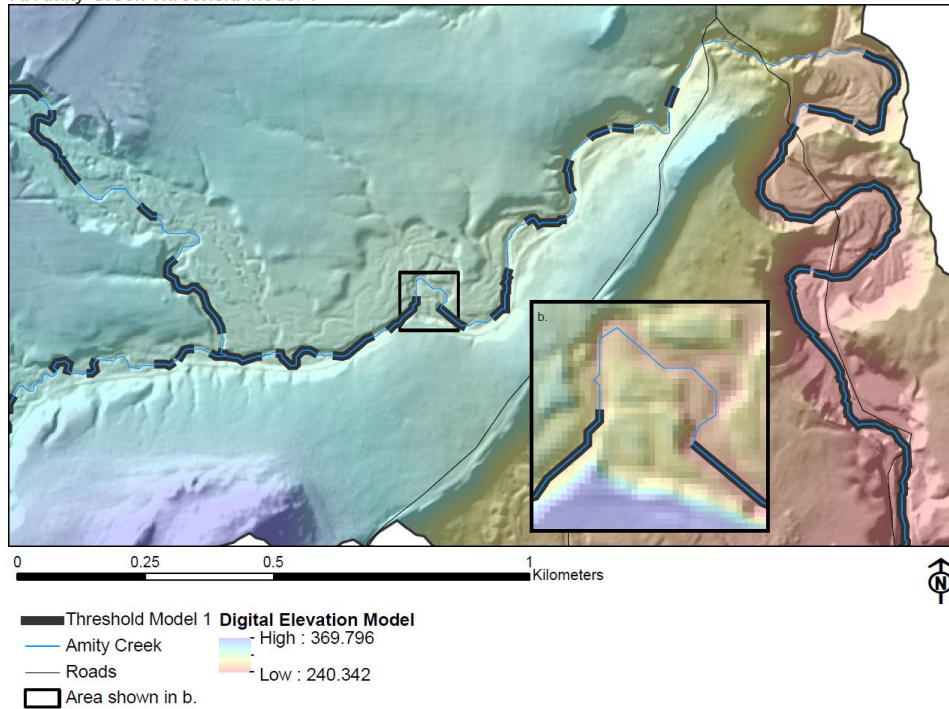 b.
0
0.25
0.5
1
Kilometers
N
Threshold Model 1
Digital Elevation Model
Amity Creek
High : 369.796
Roads
Low : 240.342
Area shown in b.